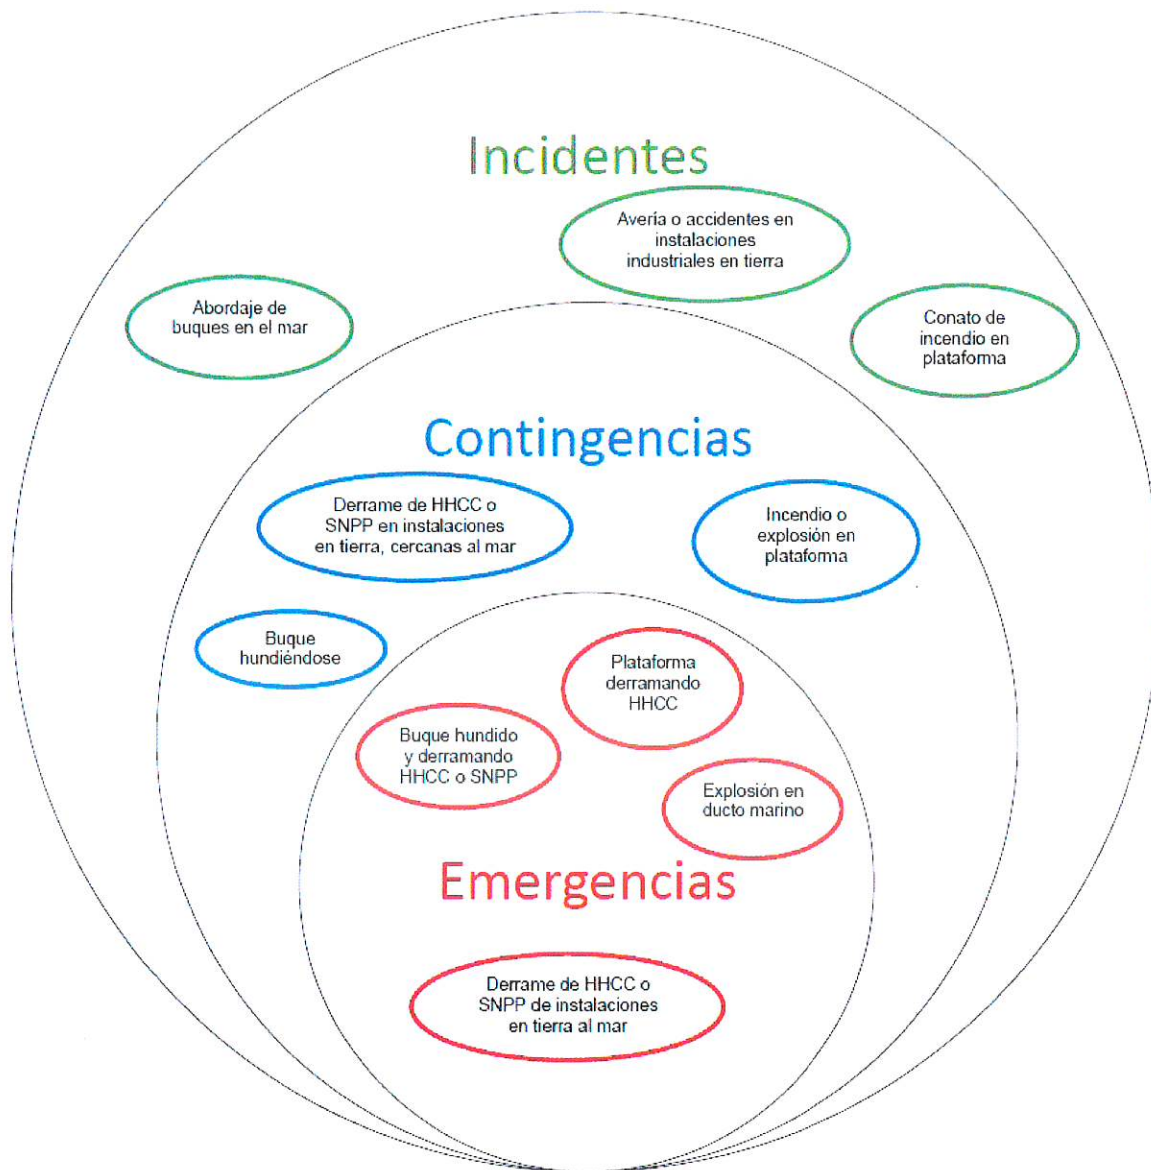 Incidentes
Avería o accidentes en
instalaciones
industriales en tierra
Abordaje de
buques en el mar
Conato de
incendio en
plataforma
Contingencias
Derrame de HHCC o
SNPP en instalaciones
en tierra, cercanas al mar
Incendio o
explosión en
plataforma
Buque
hundiéndose
Plataforma
derramando
HHCC
Buque hundido
y derramando
HHCC o SNPP
Explosión en
ducto marino
Emergencias
Derrame de HHCC o
SNPP de instalaciones
en tierra al mar